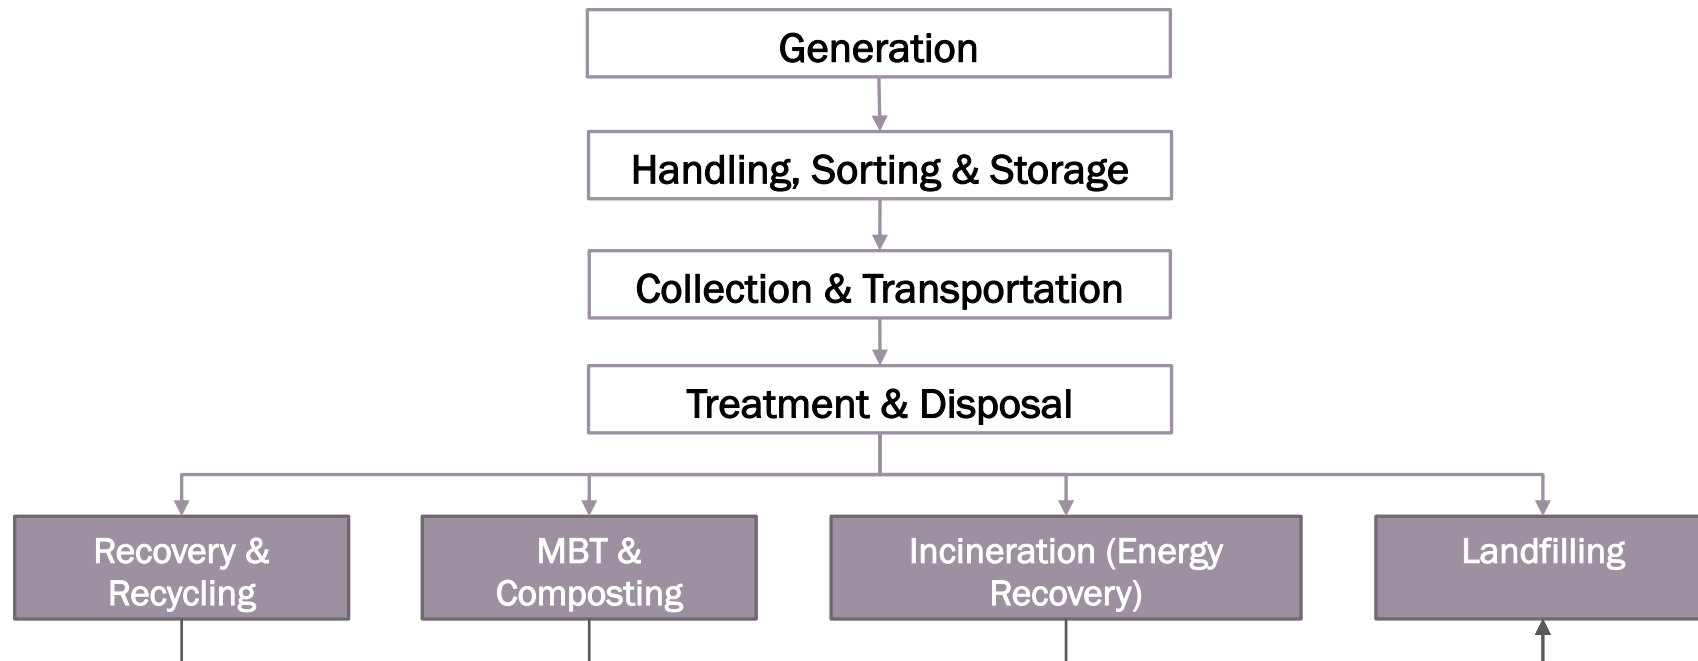 Generation
Handling, Sorting & Storage
Collection & Transportation
Treatment & Disposal
Recovery &
Recycling
MBT &
Composting
Incineration (Energy
Recovery)
Landfilling